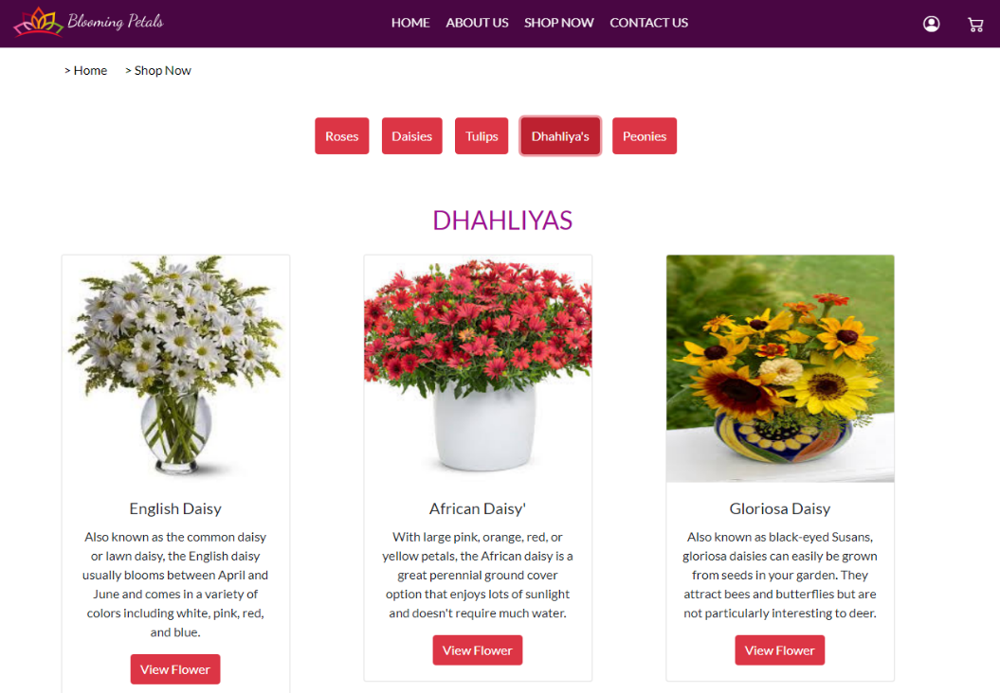 Blooming Petals
HOME ABOUT US SHOP NOW CONTACT US
> Home > Shop Now
Roses Daisies Tulips Dhahliya's Peonies
DHAHLIYAS
English Daisy
Also known as the common daisy
or lawn daisy, the English daisy
usually blooms between April and
June and comes in a variety of
colors including white, pink, red,
and blue.
View Flower
African Daisy'
With large pink, orange, red, or
yellow petals, the African daisy is a
great perennial ground cover
option that enjoys lots of sunlight
and doesn't require much water.
View Flower
Gloriosa Daisy
Also known as black-eyed Susans,
gloriosa daisies can easily be grown
from seeds in your garden. They
attract bees and butterflies but are
not particularly interesting to deer.
View Flower